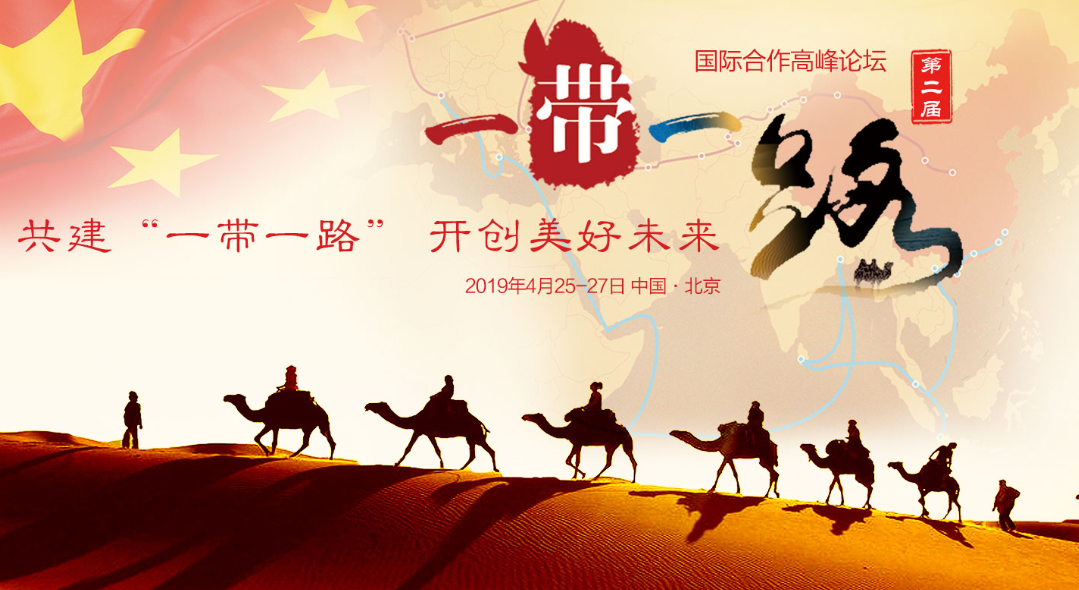 一带一路
国际合作高峰论坛
第二届
共建“一带一路” 开创美好未来
2019年4月25-27日 中国·北京